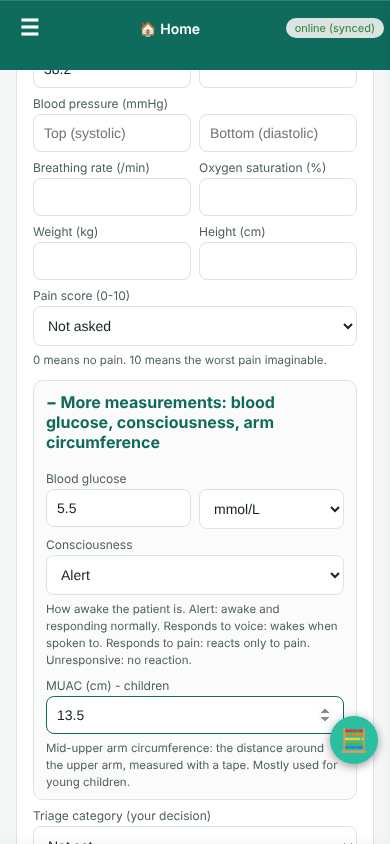 🏠 Home
online (synced)
38.2
Blood pressure (mmHg)
Top (systolic)
Bottom (diastolic)
Breathing rate (/min)
Oxygen saturation (%)
Weight (kg)
Height (cm)
Pain score (0-10)
Not asked
0 means no pain. 10 means the worst pain imaginable.
– More measurements: blood
glucose, consciousness, arm
circumference
Blood glucose
5.5
mmol/L
Consciousness
Alert
How awake the patient is. Alert: awake and
responding normally. Responds to voice: wakes when
spoken to. Responds to pain: reacts only to pain.
Unresponsive: no reaction.
MUAC (cm) - children
13.5
Mid-upper arm circumference: the distance around
the upper arm, measured with a tape. Mostly used for
young children.
Triage category (your decision)
Not set